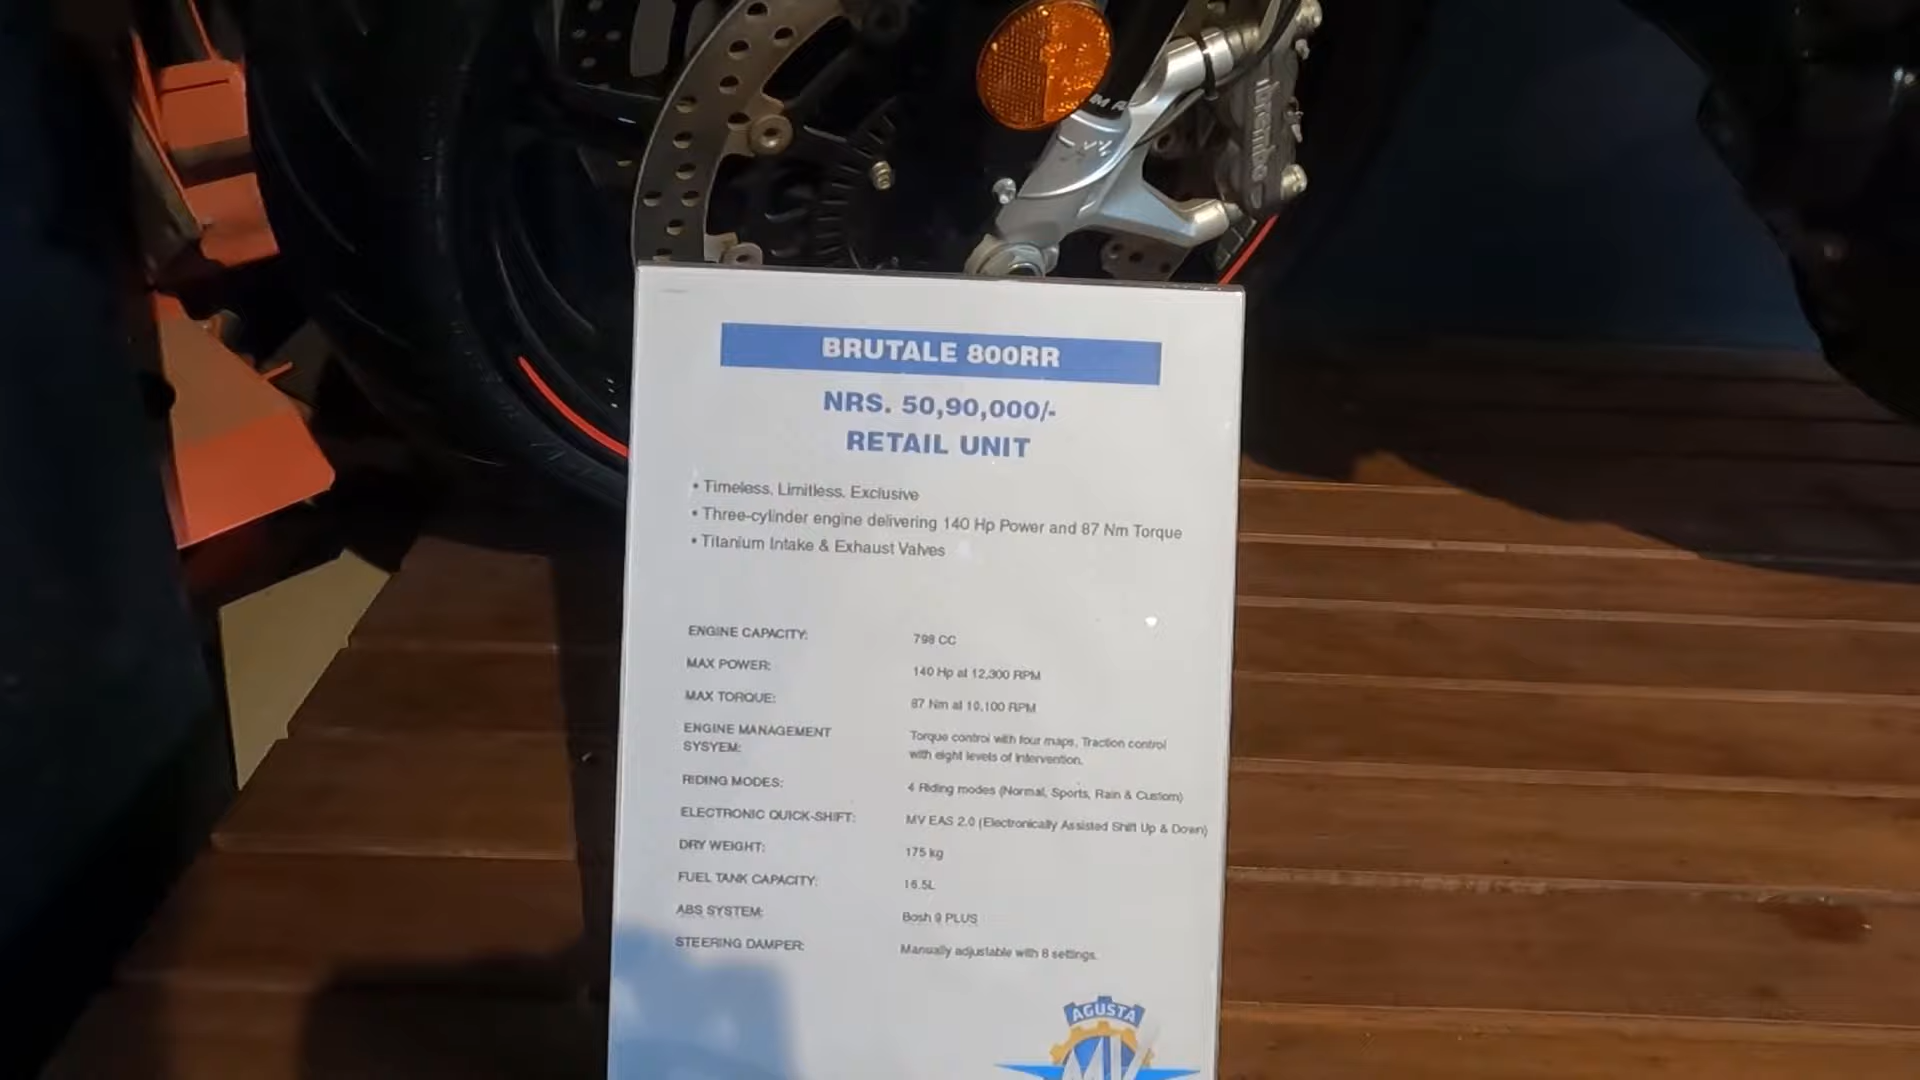 brembo
BRUTALE 800RR
NRS. 50,90,000/-
RETAIL UNIT
• Timeless, Limitless, Exclusive
• Three-cylinder engine delivering 140 Hp Power and 87 Nm Torque
• Titanium Intake & Exhaust Valves
ENGINE CAPACITY: 798 CC
MAX POWER: 140 Hp at 12,300 RPM
MAX TORQUE: 87 Nm at 10,100 RPM
ENGINE MANAGEMENT SYSYEM: Torque control with four maps, Traction control
with eight levels of intervention.
RIDING MODES: 4 Riding modes (Normal, Sports, Rain & Custom)
ELECTRONIC QUICK-SHIFT: MV EAS 2.0 (Electronically Assisted Shift Up & Down)
DRY WEIGHT: 175 kg
FUEL TANK CAPACITY: 16.5L
ABS SYSTEM: Bosh 9 PLUS
STEERING DAMPER: Manually adjustable with 8 settings.
AGUSTA
MV